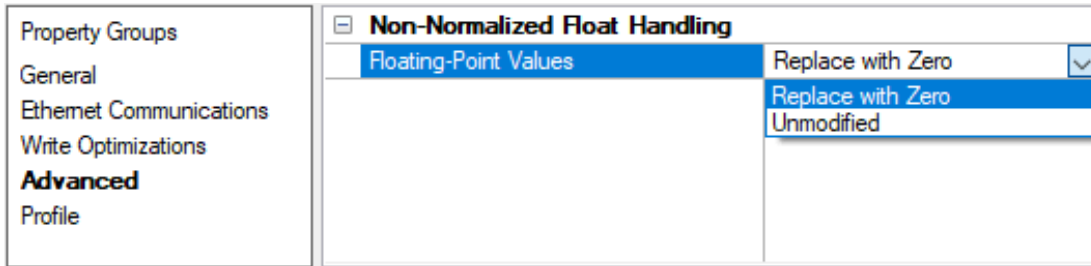 Property Groups
General
Ethernet Communications
Write Optimizations
Advanced
Profile
Non-Normalized Float Handling
Floating-Point Values Replace with Zero
Replace with Zero
Unmodified